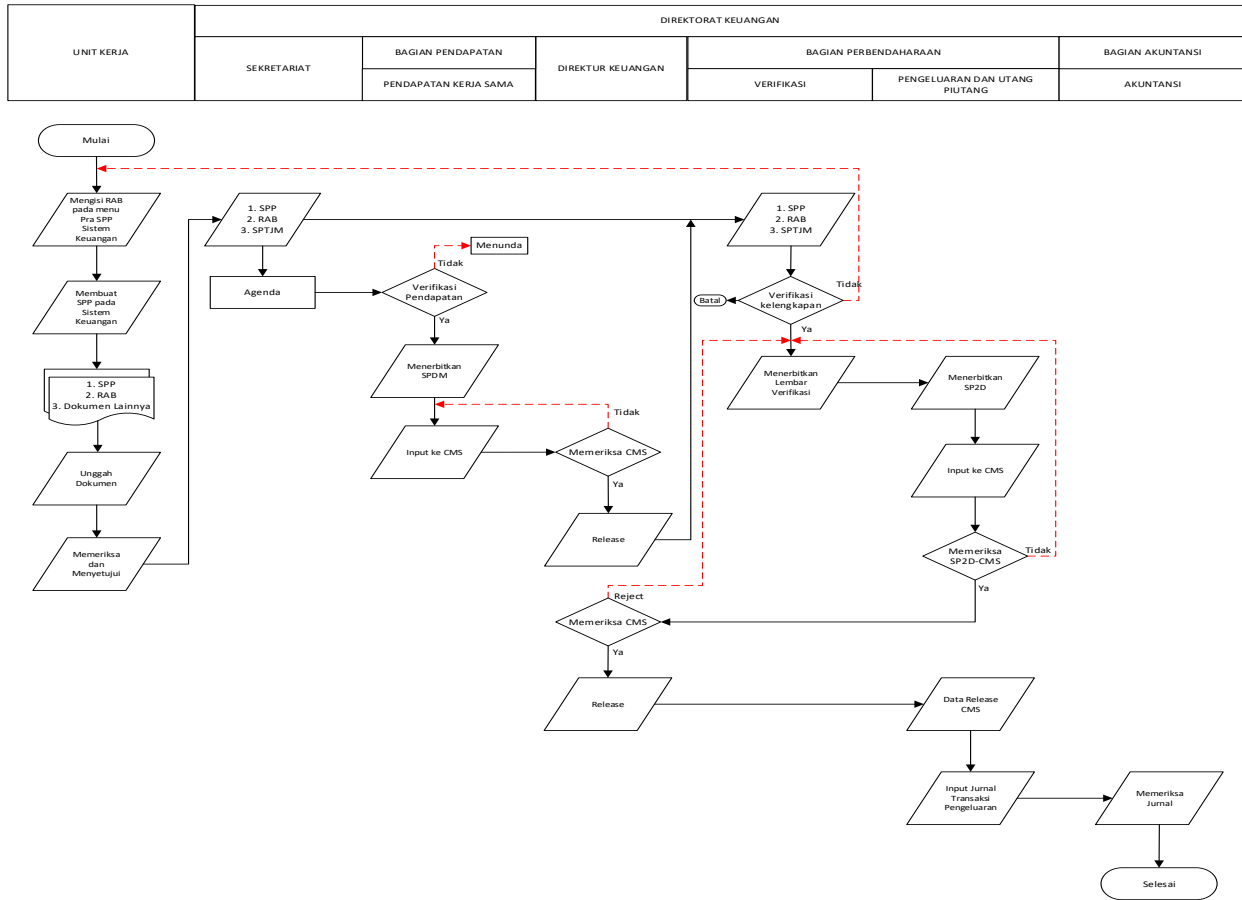 DIREKTORAT KEUANGAN
UNIT KERJA
SEKRETARIAT
BAGIAN PENDAPATAN
DIREKTUR KEUANGAN
BAGIAN PERBENDAHARAAN
BAGIAN AKUNTANSI
PENDAPATAN KERJA SAMA
VERIFIKASI
PENGELUARAN DAN UTANG
PIUTANG
AKUNTANSI
Mulai
Mengisi RAB
pada menu
Pra SPP
Sistem
Keuangan
Membuat
SPP pada
Sistem
Keuangan
1. SPP
2. RAB
3. Dokumen Lainnya
Unggah
Dokumen
Memeriksa
dan
Menyetujui
1. SPP
2. RAB
3. SPTJM
Agenda
Menunda
Tidak
Verifikasi
Pendapatan
Ya
Menerbitkan
SPDM
Input ke CMS
Tidak
Memeriksa CMS
Ya
Release
1. SPP
2. RAB
3. SPTJM
Tidak
Verifikasi
kelengkapan
Batal
Ya
Menerbitkan
Lembar
Verifikasi
Menerbitkan
SP2D
Input ke CMS
Memeriksa
SP2D-CMS
Tidak
Ya
Reject
Memeriksa CMS
Ya
Release
Data Release
CMS
Input Jurnal
Transaksi
Pengeluaran
Memeriksa
Jurnal
Selesai